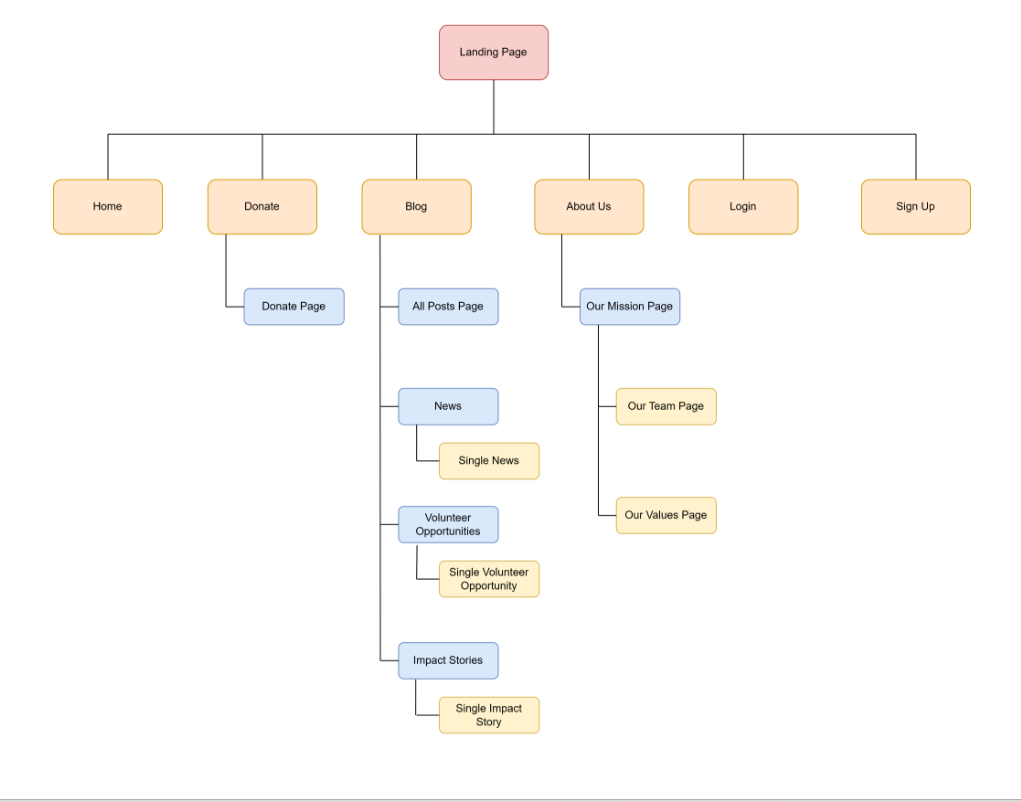 Landing Page
Home
Donate
Blog
About Us
Login
Sign Up
Donate Page
All Posts Page
Our Mission Page
News
Our Team Page
Single News
Volunteer
Opportunities
Our Values Page
Single Volunteer
Opportunity
Impact Stories
Single Impact
Story